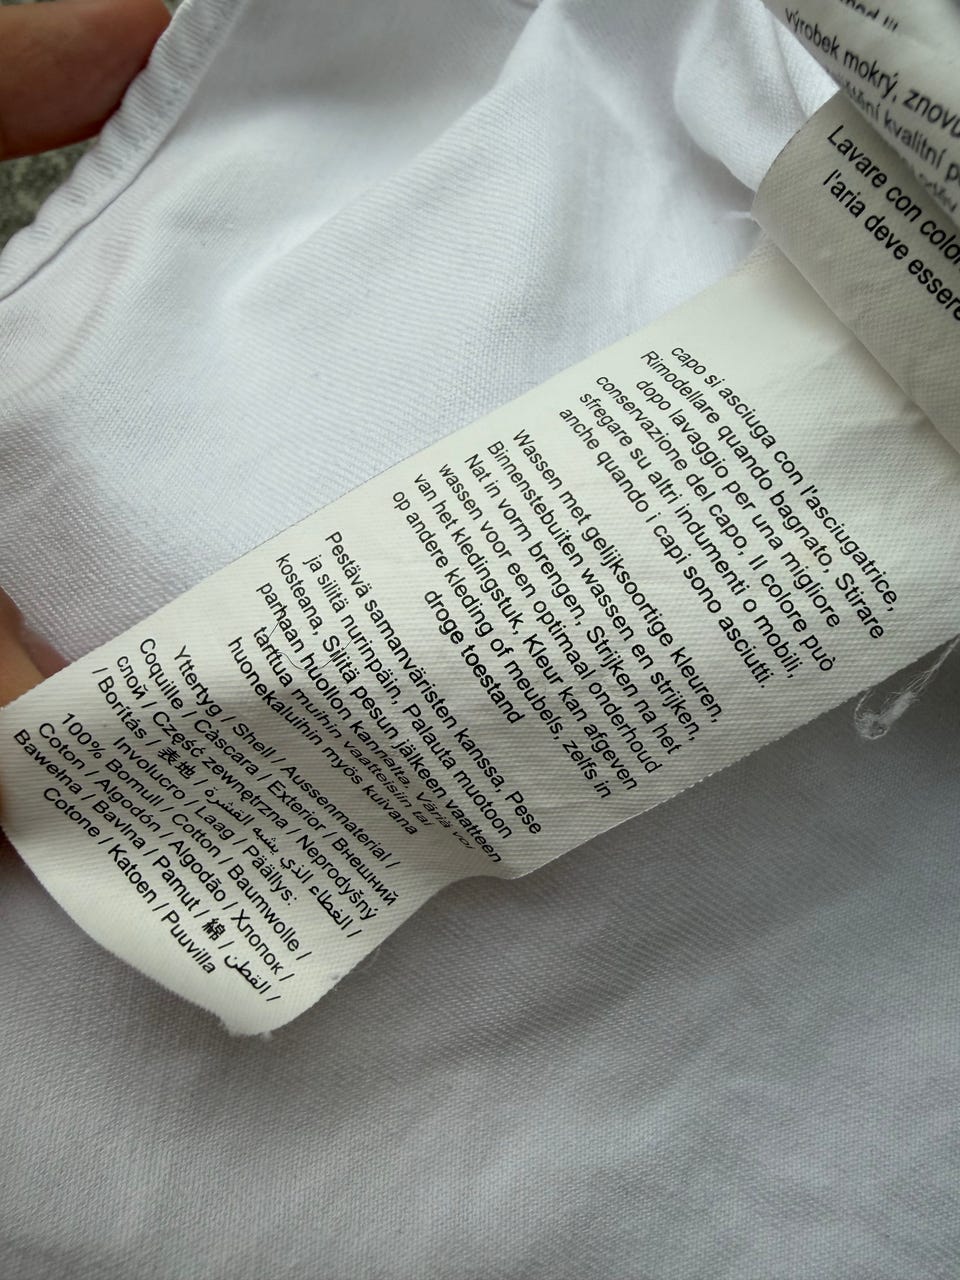 výrobek mokrý, znovu
kvalitní
Lavare con colori
l'aria deve essere
capo si asciuga con l'asciugatrice,
Rimodellare quando bagnato, Stirare
dopo lavaggio per una migliore
conservazione del capo, Il colore può
sfregare su altri indumenti o mobili,
anche quando i capi sono asciutti.
Wassen met gelijksoortige kleuren,
Binnenstebuiten wassen en strijken,
Nat in vorm brengen, Strijken na het
wassen voor een optimaal onderhoud
van het kledingstuk, Kleur kan afgeven
op andere kleding of meubels, zelfs in
droge toestand
Pestävä samanväristen kanssa, Pese
ja silitä nurinpäin, Palauta muotoon
kosteana, Silitä pesun jälkeen vaatteen
parhaan huollon kannalta, Väriä voi
tarttua muihin vaatteisiin tai
huonekaluihin myös kuivana
Yttertyg / Shell / Aussenmaterial /
Coquille / Cáscara / Exterior / Внешний
слой / Część zewnętrzna / Neprodyšný
/ Borítás / 表地 / الغطاء الذي يشبه القشرة /
Involucro / Laag / Päällys:
100% Bomull / Cotton / Baumwolle /
Coton / Algodón / Algodão / Хлопок /
Bawełna / Bavlna / Pamut / 綿 / القطن /
Cotone / Katoen / Puuvilla